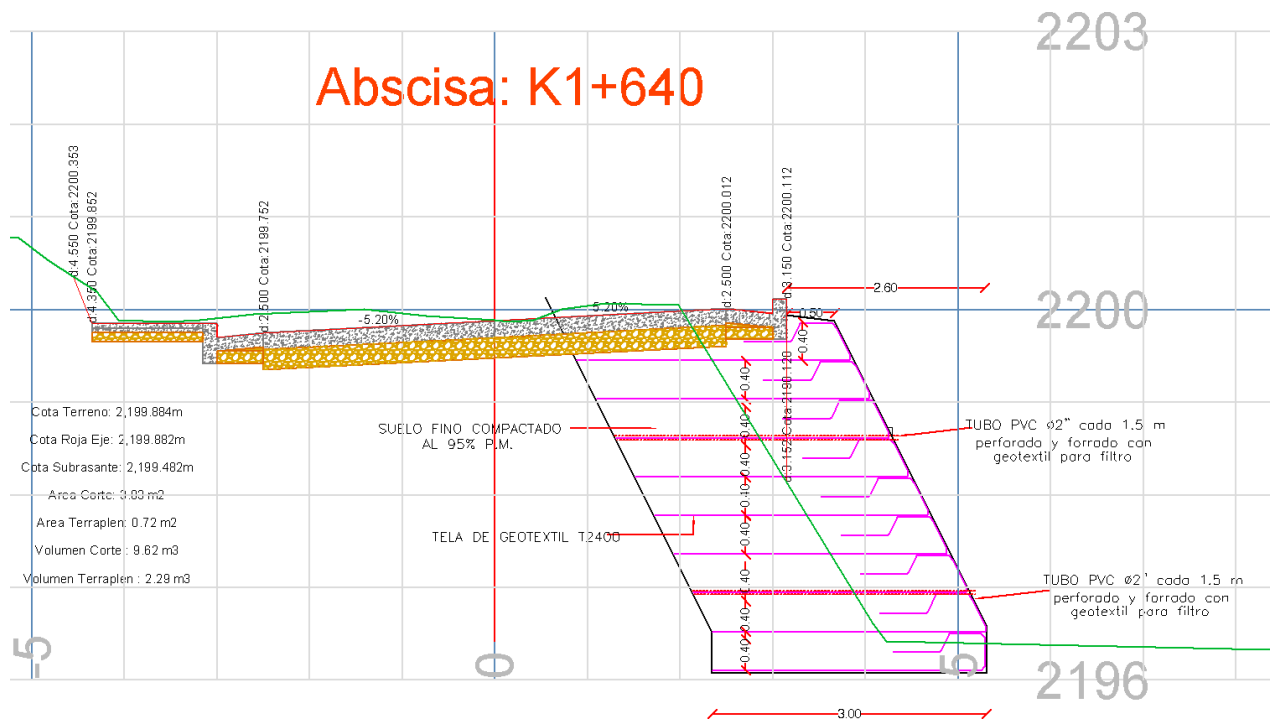 2203
Abscisa: K1+640
d:4.550 Cota:2200.353
d:4.350 Cota:2199.852
d:2.500 Cota:2199.752
d:2.500 Cota:2200.012
d:3.150 Cota:2200.112
2.60
2200
0.50
-5.20%
5.20%
0.40
0.40
0.40
0.40
0.40
0.40
0.40
0.40
0.40
Cota Terreno: 2,199.884m
Cota Roja Eje: 2,199.882m
Cota Subrasante: 2,199.482m
Area Corte: 3.03 m2
Area Terraplen: 0.72 m2
Volumen Corte : 9.62 m3
Volumen Terraplen : 2.29 m3
SUELO FINO COMPACTADO
AL 95% P.M.
TELA DE GEOTEXTIL T2400
TUBO PVC ø2" cada 1.5 m
perforado y forrado con
geotextil para filtro
TUBO PVC ø2' cada 1.5 m
perforado y forrado con
geotextil para filtro
-5
0
5
2196
3.00